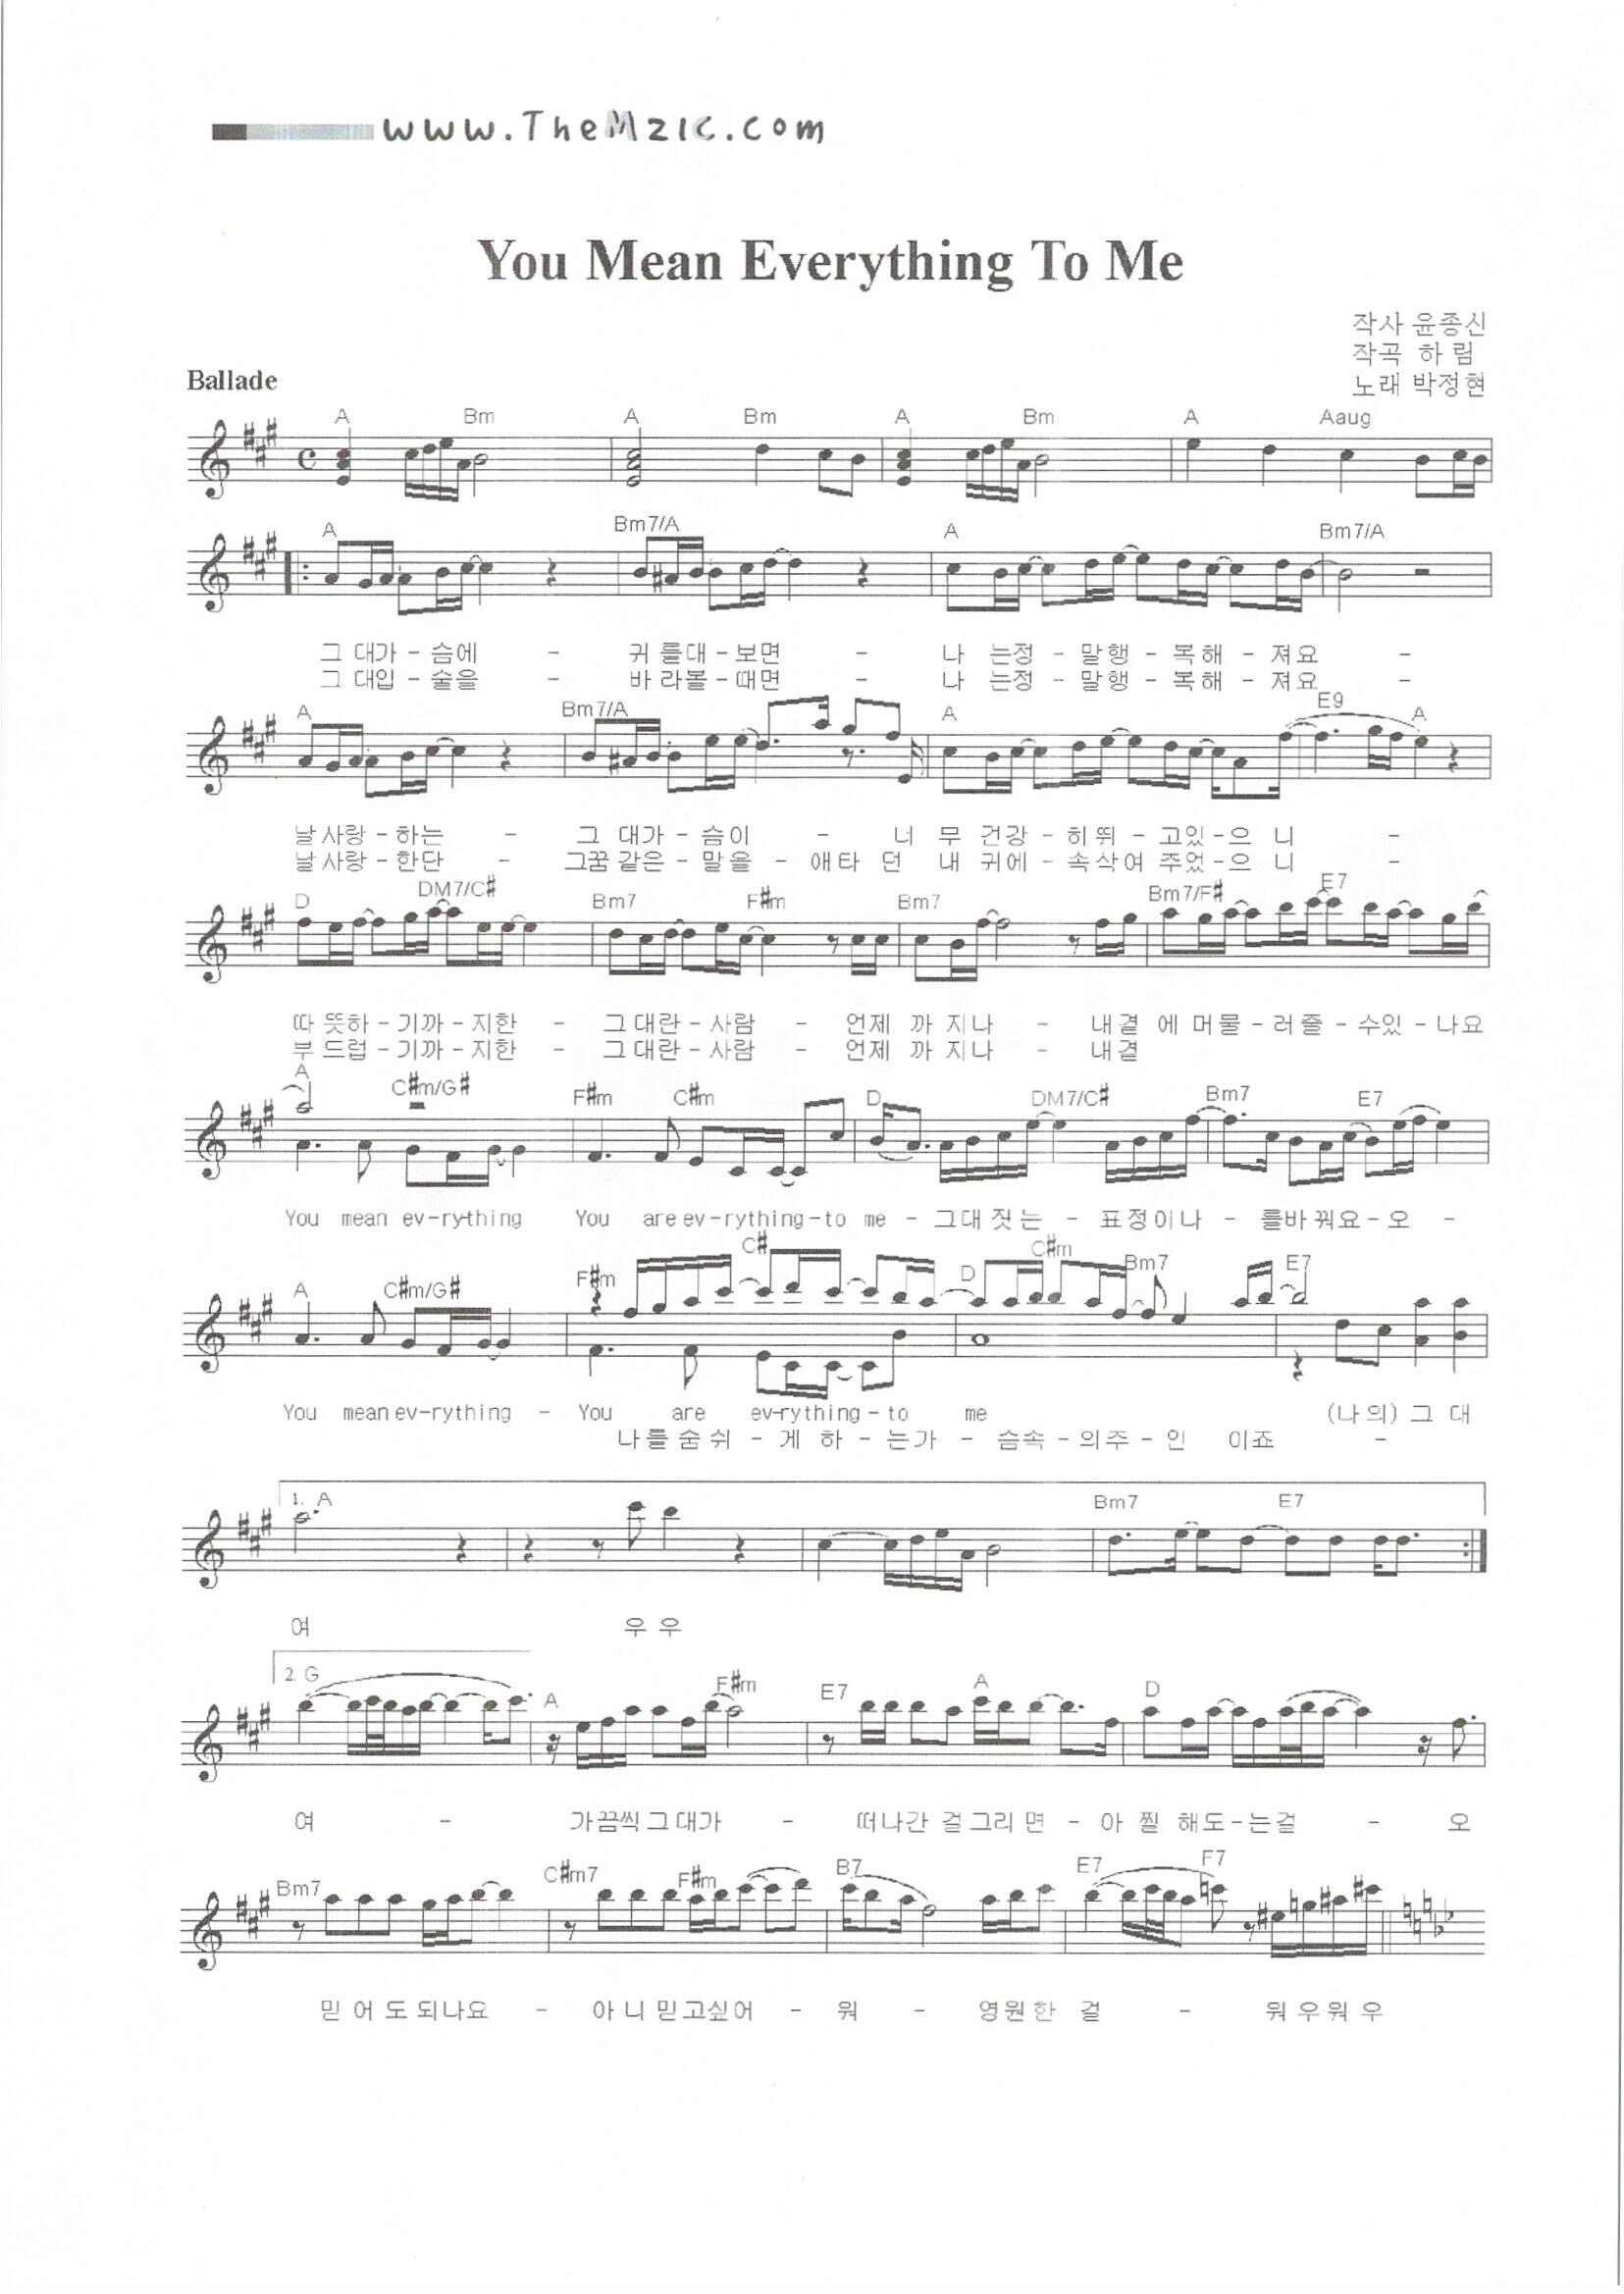 www.TheMzic.com
You Mean Everything To Me
작사 윤종신
작곡 하 림
노래 박정현
Ballade
A Bm A Bm A Bm A Aaug
A Bm7/A A Bm7/A
그 대가 - 슴에 - 귀 를대 - 보면 - 나 는정 - 말행 - 복해 - 져요 -
그 대입 - 술을 - 바 라볼 - 때면 - 나 는정 - 말행 - 복해 - 져요 -
A Bm7/A A E9 A
날사랑 - 하는 - 그 대가 - 슴이 - 너 무 건강 - 히뛰 - 고있 - 으 니 -
날사랑 - 한단 - 그꿈 같은 - 말을 - 애타 던 내 귀에 - 속삭여 주었 - 으 니 -
D DM7/C# Bm7 F#m Bm7 Bm7/F# E7
따 뜻하 - 기까 - 지한 - 그대란 - 사람 - 언제 까 지나 - 내곁 에 머물 - 러줄 - 수있 - 나요
부 드럽 - 기까 - 지한 - 그대란 - 사람 - 언제 까 지나 - 내곁
A C#m/G# F#m C#m D DM7/C# Bm7 E7
You mean ev-rything You are ev-rything-to me - 그대 짓 는 - 표정이나 - 를바 꿔요 - 오 -
A C#m/G# F#m C# D C#m Bm7 E7
You mean ev-rything - You are ev-rything-to me (나의) 그 대
나를 숨 쉬 - 게 하 - 는가 - 슴속 - 의주 - 인 이죠 -
1. A Bm7 E7
여 우우
2. G A F#m E7 A D
여 - 가끔씩 그대가 - 떠나간 걸그리 면 - 아 찔 해도 - 는걸 - 오
Bm7 C#m7 F#m B7 E7 F7
믿 어 도 되나요 - 아 니 믿고싶어 - 워 - 영원한 걸 - 워우워우